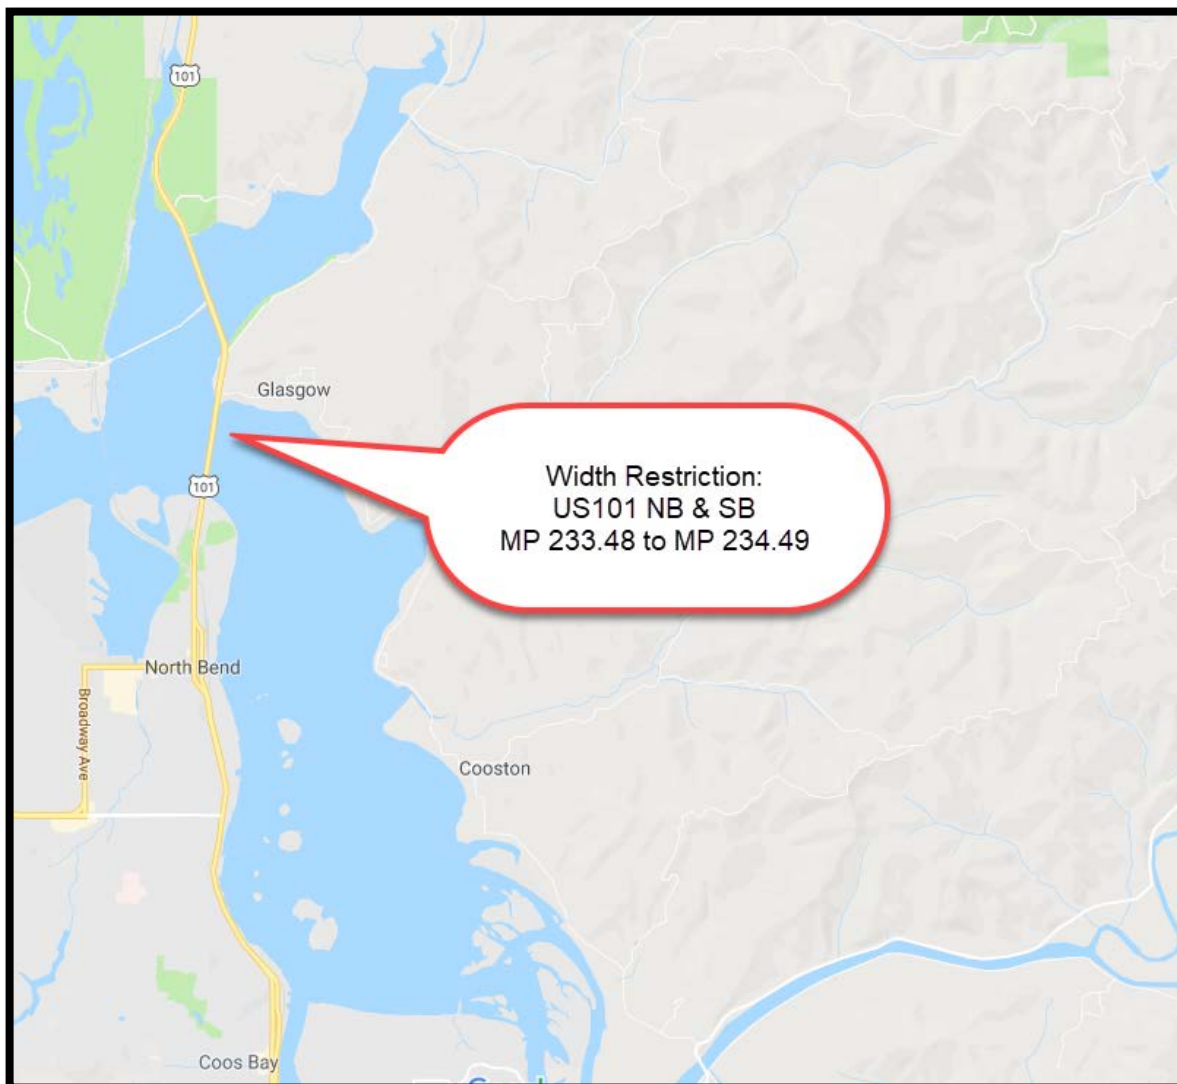 101
Glasgow
Width Restriction:
US101 NB & SB
MP 233.48 to MP 234.49
101
North Bend
Broadway Ave
Cooston
Coos Bay